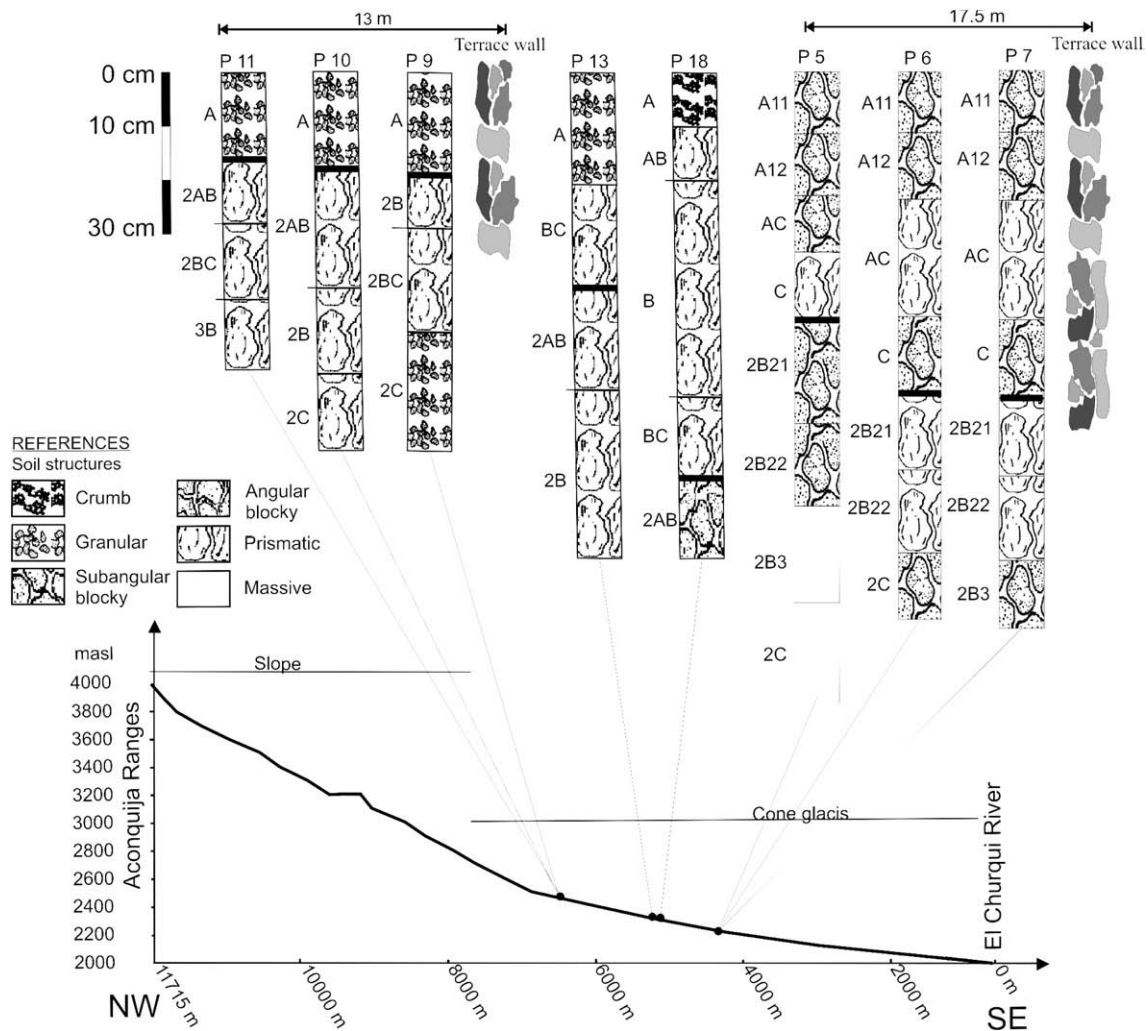 13 m
17.5 m
Terrace wall
Terrace wall
P 11
P 10
P 9
P 13
P 18
P 5
P 6
P 7
0 cm
10 cm
30 cm
A
2AB
2BC
3B
A
2AB
2B
2C
A
2B
2BC
2C
A
BC
2AB
2B
A
AB
B
BC
2AB
A11
A12
AC
C
2B21
2B22
2B3
2C
A11
A12
AC
C
2B21
2B22
2C
A11
A12
AC
C
2B21
2B22
2B3
REFERENCES
Soil structures
Crumb
Granular
Subangular
blocky
Angular
blocky
Prismatic
Massive
masl
4000
3800
3600
3400
3200
3000
2800
2600
2400
2200
2000
Aconquija Ranges
Slope
Cone glacis
El Churqui River
11715 m
10000 m
8000 m
6000 m
4000 m
2000 m
0 m
NW
SE